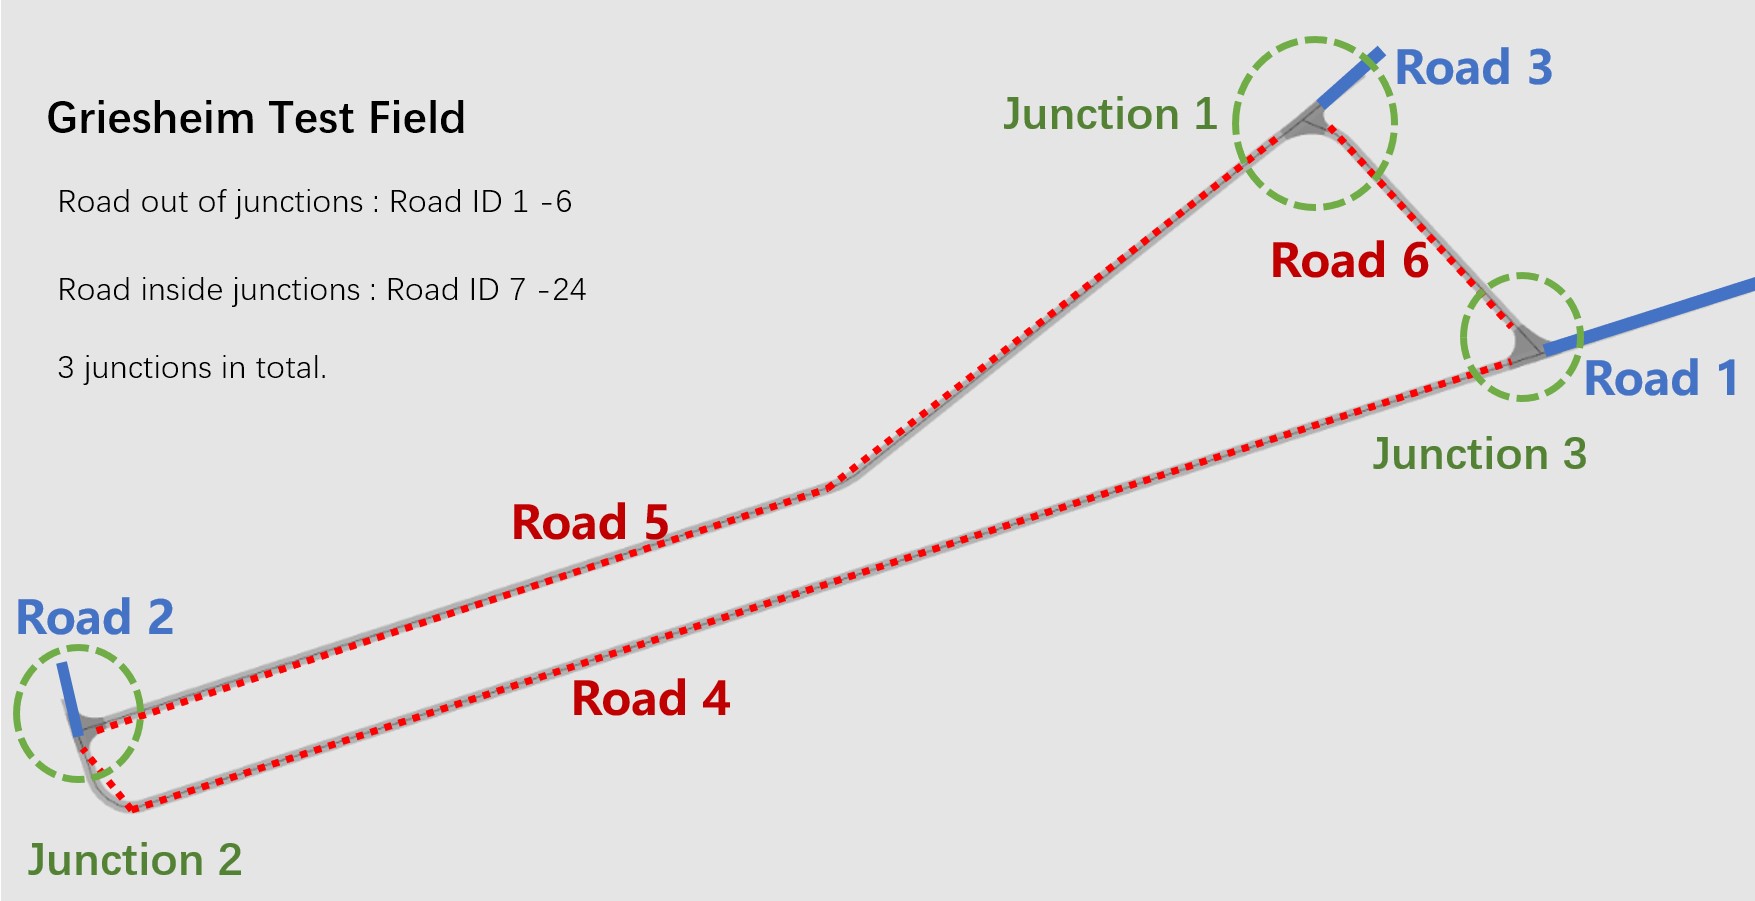 Griesheim Test Field
Road out of junctions : Road ID 1 -6
Road inside junctions : Road ID 7 -24
3 junctions in total.
Road 3
Junction 1
Road 6
Road 1
Junction 3
Road 5
Road 2
Road 4
Junction 2